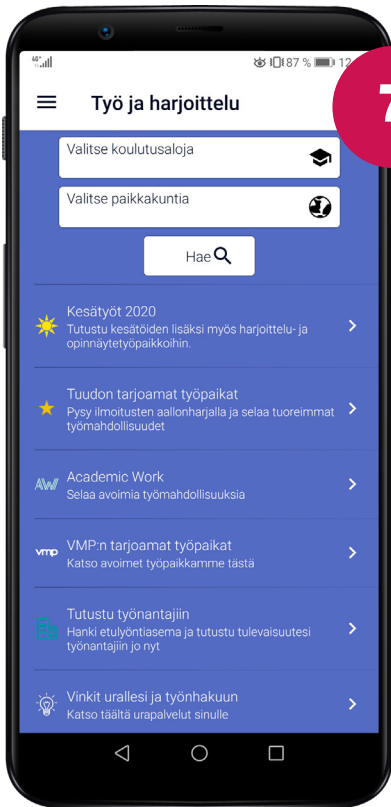 87 % 12
7
Työ ja harjoittelu
Valitse koulutusaloja
Valitse paikkakuntia
Hae
Kesätyöt 2020
Tutustu kesätöiden lisäksi myös harjoittelu- ja
opinnäytetyöpaikkoihin.
Tuudon tarjoamat työpaikat
Pysy ilmoitusten aallonharjalla ja selaa tuoreimmat
työmahdollisuudet
AW
Academic Work
Selaa avoimia työmahdollisuuksia
vmp
VMP:n tarjoamat työpaikat
Katso avoimet työpaikkamme tästä
Tutustu työnantajiin
Hanki etulyöntiasema ja tutustu tulevaisuutesi
työnantajiin jo nyt
Vinkit urallesi ja työnhakuun
Katso täältä urapalvelut sinulle